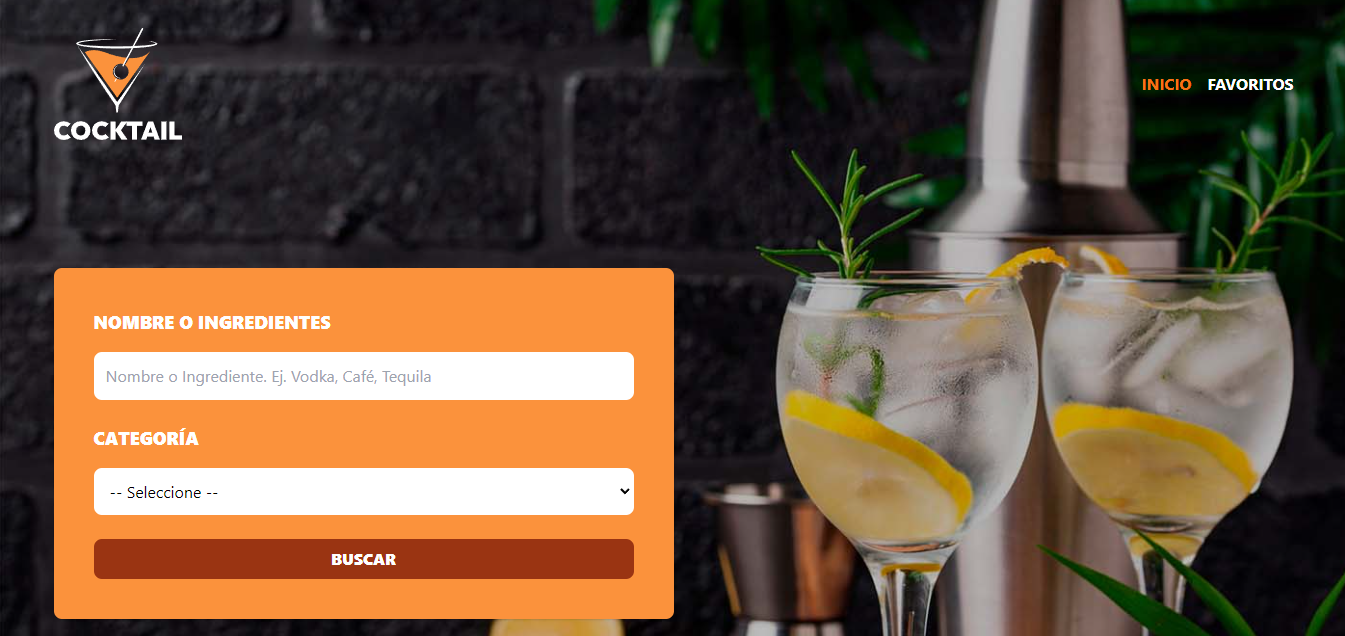 COCKTAIL
INICIO FAVORITOS
NOMBRE O INGREDIENTES
Nombre o Ingrediente. Ej. Vodka, Café, Tequila
CATEGORÍA
-- Seleccione --
BUSCAR